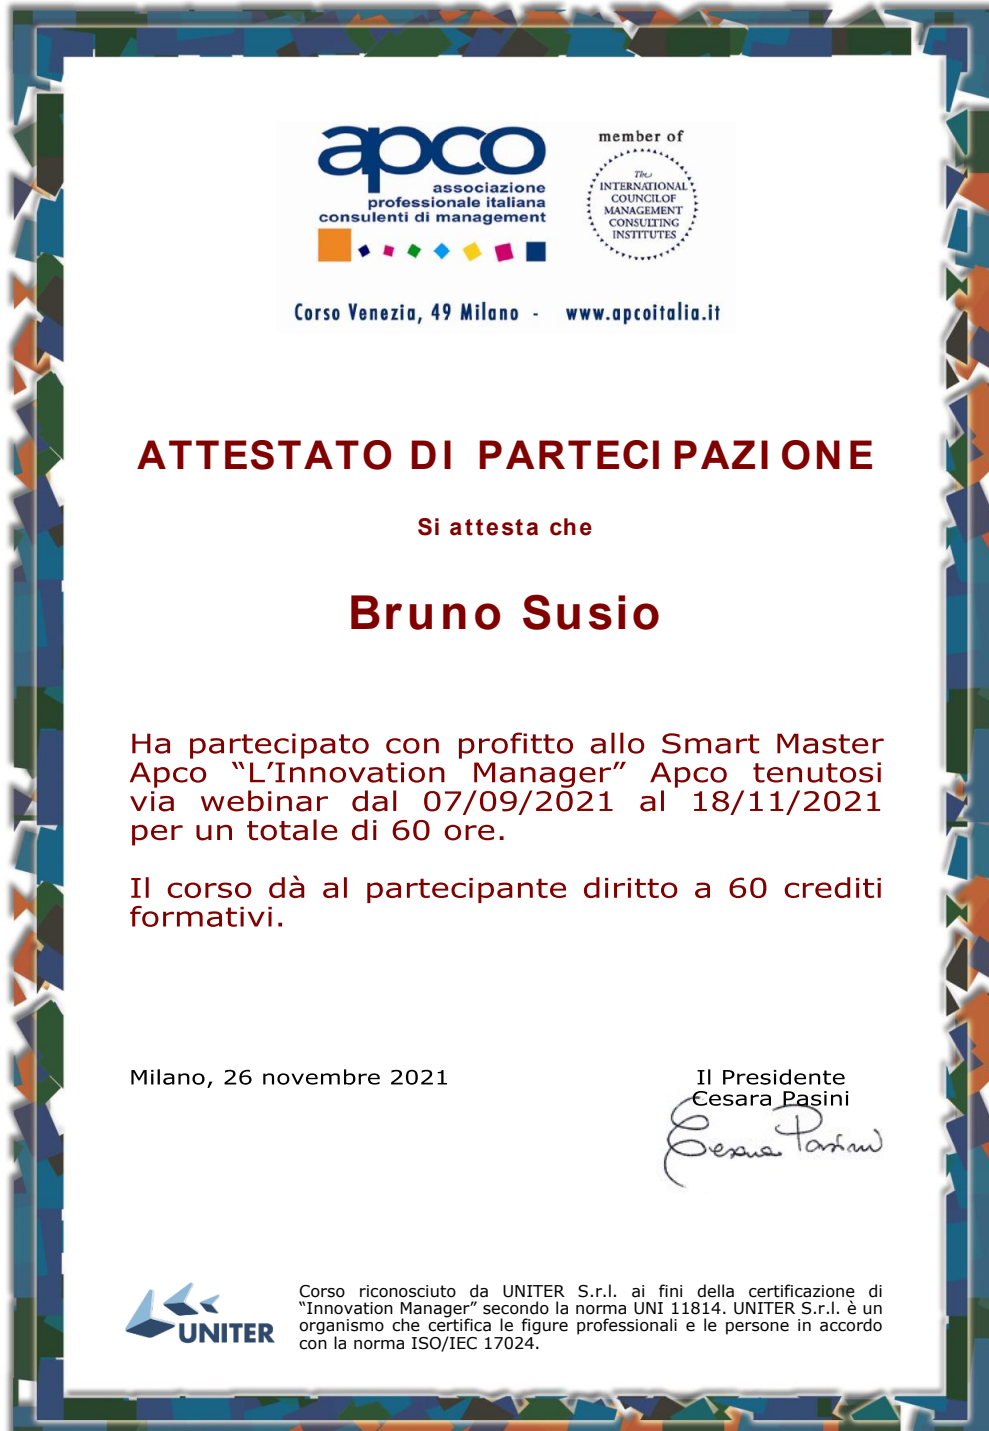 apco
associazione
professionale italiana
consulenti di management
member of
The
INTERNATIONAL
COUNCIL OF
MANAGEMENT
CONSULTING
INSTITUTES
Corso Venezia, 49 Milano - www.apcoitalia.it
ATTESTATO DI PARTECIPAZIONE
Si attesta che
Bruno Susio
Ha partecipato con profitto allo Smart Master
Apco “L’Innovation Manager” Apco tenutosi
via webinar dal 07/09/2021 al 18/11/2021
per un totale di 60 ore.
Il corso dà al partecipante diritto a 60 crediti
formativi.
Milano, 26 novembre 2021
Il Presidente
Cesara Pasini
Cesara Pasini
UNITER
Corso riconosciuto da UNITER S.r.l. ai fini della certificazione di
“Innovation Manager” secondo la norma UNI 11814. UNITER S.r.l. è un
organismo che certifica le figure professionali e le persone in accordo
con la norma ISO/IEC 17024.